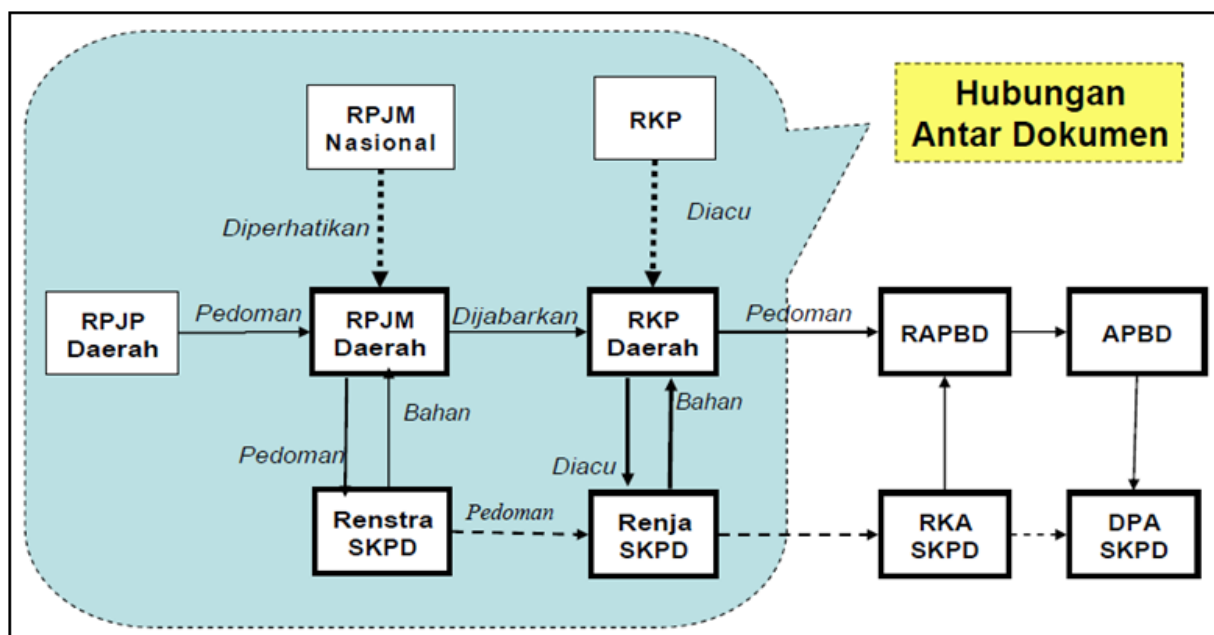 Hubungan
Antar Dokumen
RPJM
Nasional
RKP
Diperhatikan
Diacu
RPJP
Daerah
Pedoman
RPJM
Daerah
Dijabarkan
RKP
Daerah
Pedoman
RAPBD
APBD
Pedoman
Bahan
Diacu
Bahan
Renstra
SKPD
Pedoman
Renja
SKPD
RKA
SKPD
DPA
SKPD